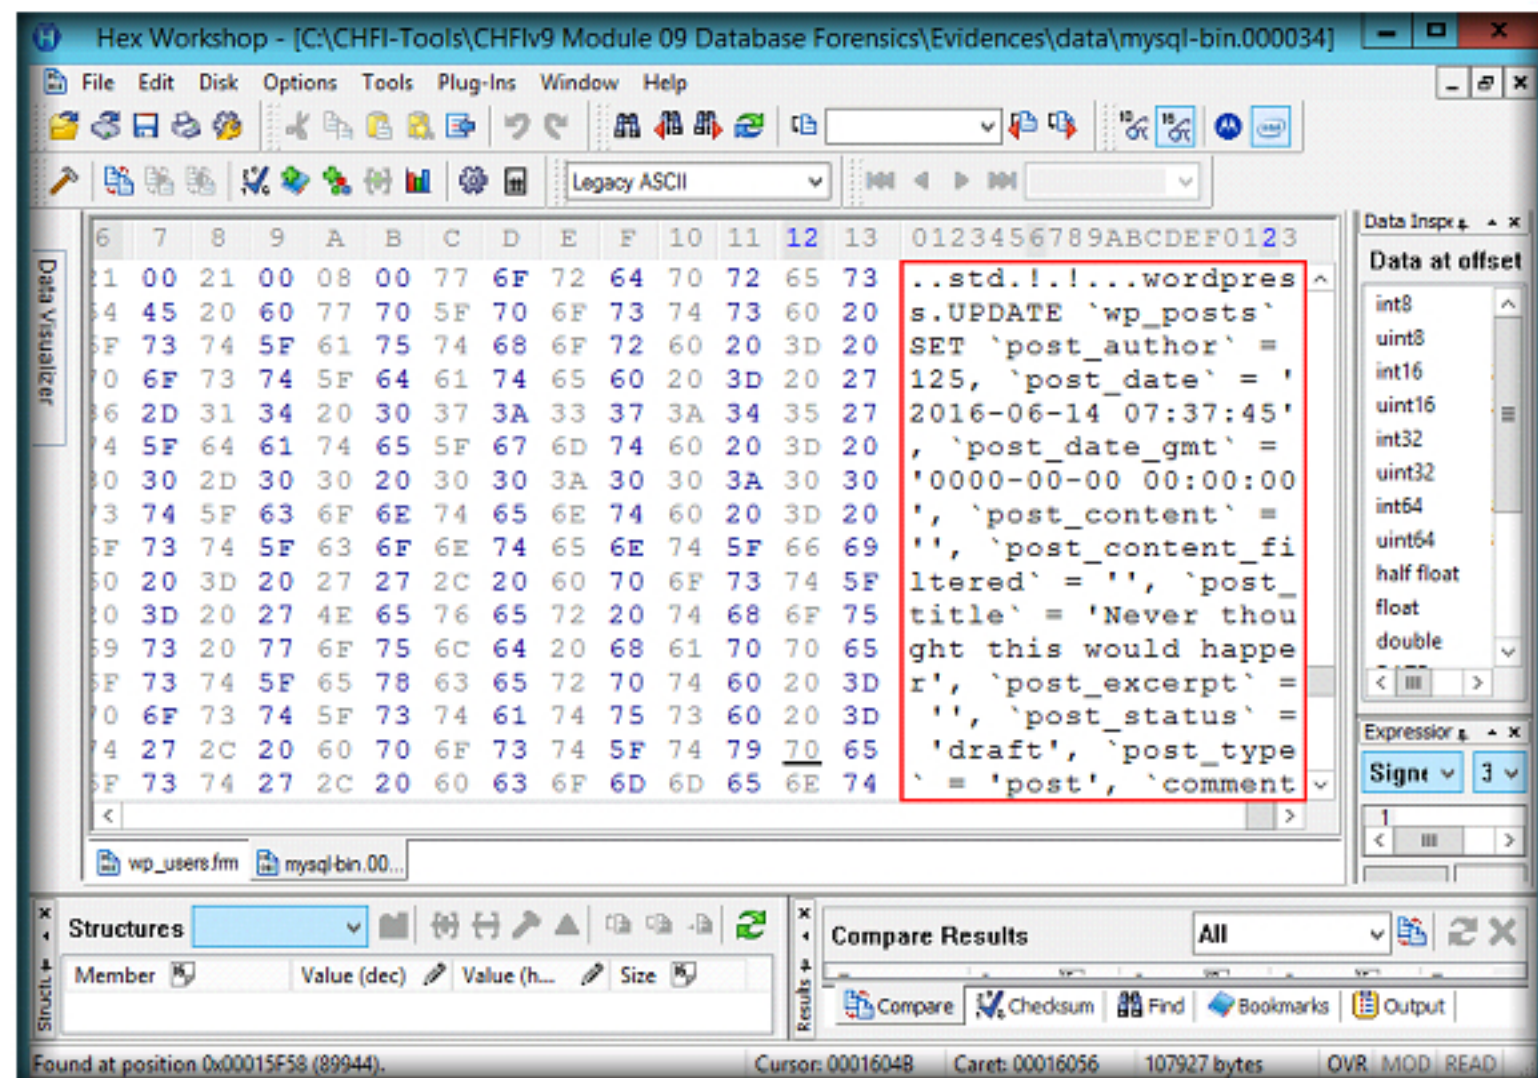 Hex Workshop - [C:\CHFI-Tools\CHFIv9 Module 09 Database Forensics\Evidences\data\mysql-bin.000034]
File Edit Disk Options Tools Plug-Ins Window Help
Legacy ASCII
Data Visualizer
6 7 8 9 A B C D E F 10 11 12 13 0123456789ABCDEF0123
00 21 00 08 00 77 6F 72 64 70 72 65 73 ..std.!.!...wordpres
45 20 60 77 70 5F 70 6F 73 74 73 60 20 s.UPDATE `wp_posts`
73 74 5F 61 75 74 68 6F 72 60 20 3D 20 SET `post_author` =
6F 73 74 5F 64 61 74 65 60 20 3D 20 27 125, `post_date` = '
2D 31 34 20 30 37 3A 33 37 3A 34 35 27 2016-06-14 07:37:45'
5F 64 61 74 65 5F 67 6D 74 60 20 3D 20 , `post_date_gmt` =
30 2D 30 30 20 30 30 3A 30 30 3A 30 30 '0000-00-00 00:00:00
74 5F 63 6F 6E 74 65 6E 74 60 20 3D 20 ', `post_content` =
73 74 5F 63 6F 6E 74 65 6E 74 5F 66 69 '', `post_content_fi
20 3D 20 27 27 2C 20 60 70 6F 73 74 5F ltered` = '', `post_
3D 20 27 4E 65 76 65 72 20 74 68 6F 75 title` = 'Never thou
73 20 77 6F 75 6C 64 20 68 61 70 70 65 ght this would happe
73 74 5F 65 78 63 65 72 70 74 60 20 3D r', `post_excerpt` =
6F 73 74 5F 73 74 61 74 75 73 60 20 3D '', `post_status` =
27 2C 20 60 70 6F 73 74 5F 74 79 70 65 'draft', `post_type
73 74 27 2C 20 60 63 6F 6D 6D 65 6E 74 ` = 'post', `comment
Data Inspe
Data at offset
int8
uint8
int16
uint16
int32
uint32
int64
uint64
half float
float
double
Expression
Signe 3
1
wp_users.frm mysql-bin.00...
Structures
Member Value (dec) Value (h... Size
Structu
Compare Results All
Results
Compare Checksum Find Bookmarks Output
Found at position 0x00015F58 (89944). Cursor: 0001604B Caret: 00016056 107927 bytes OVR MOD READ